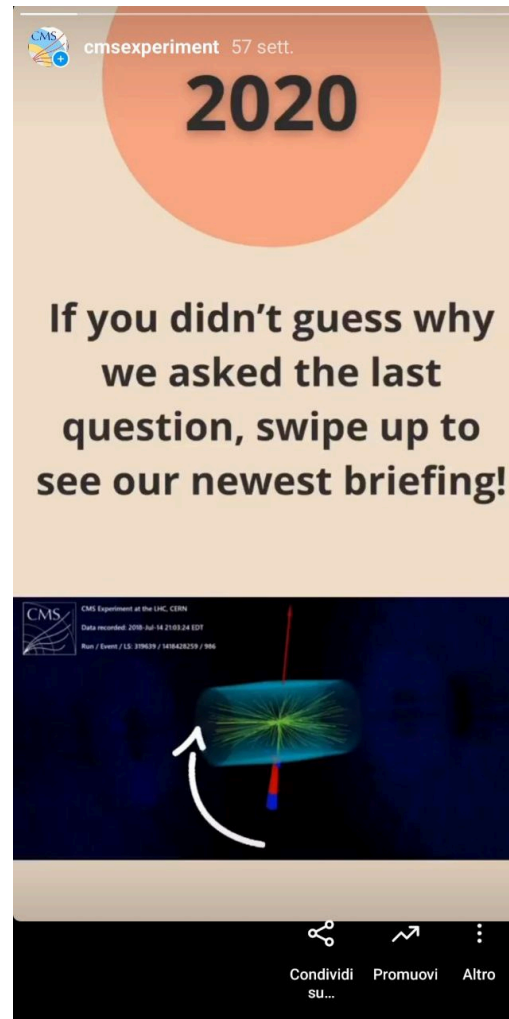 cmsexperiment 57 sett.
2020
If you didn't guess why
we asked the last
question, swipe up to
see our newest briefing!
CMS
CMS Experiment at the LHC, CERN
Data recorded: 2018-Jul-14 21:03:24 EDT
Run / Event / LS: 319639 / 1418428259 / 986
Condividi su... Promuovi Altro